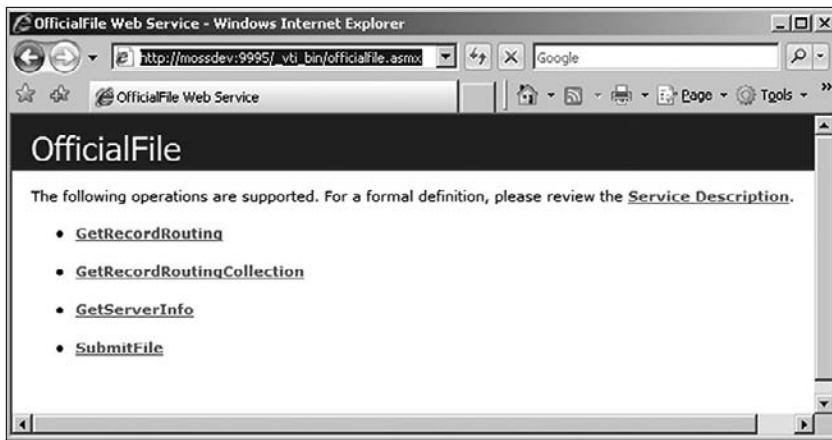 OfficialFile Web Service - Windows Internet Explorer
http://mossdev:9995/_vti_bin/officialfile.asmx
Google
OfficialFile Web Service
Page
Tools
OfficialFile
The following operations are supported. For a formal definition, please review the Service Description.
• GetRecordRouting
• GetRecordRoutingCollection
• GetServerInfo
• SubmitFile